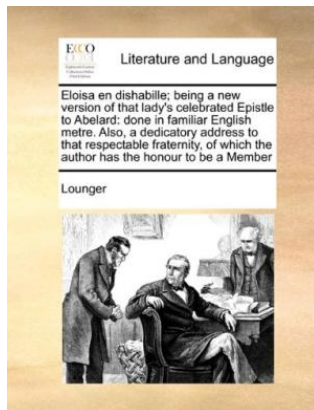 ECCO
Literature and Language
Eloisa en dishabille; being a new
version of that lady's celebrated Epistle
to Abelard: done in familiar English
metre. Also, a dedicatory address to
that respectable fraternity, of which the
author has the honour to be a Member
Lounger